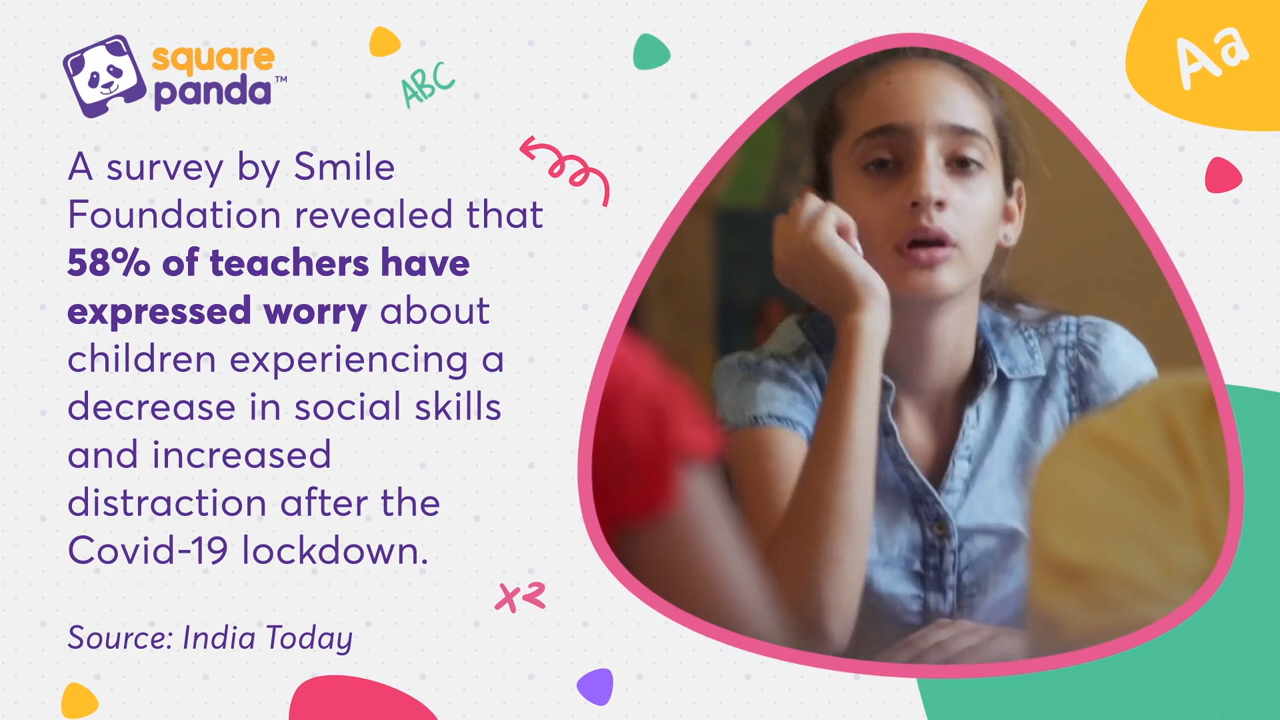 square
panda™
ABC
Aa
A survey by Smile
Foundation revealed that
58% of teachers have
expressed worry about
children experiencing a
decrease in social skills
and increased
distraction after the
Covid-19 lockdown.
x2
Source: India Today